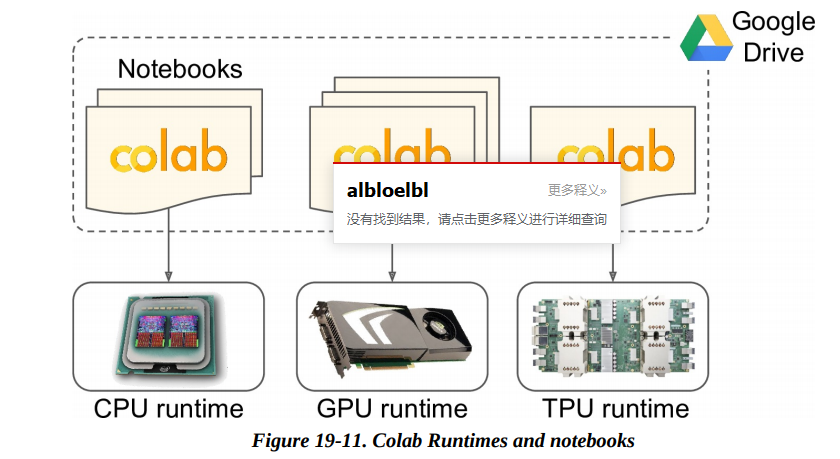 Google
Drive
Notebooks
colab
colab
colab
albloelbl
更多释义»
没有找到结果，请点击更多释义进行详细查询
CPU runtime
GPU runtime
TPU runtime
Figure 19-11. Colab Runtimes and notebooks